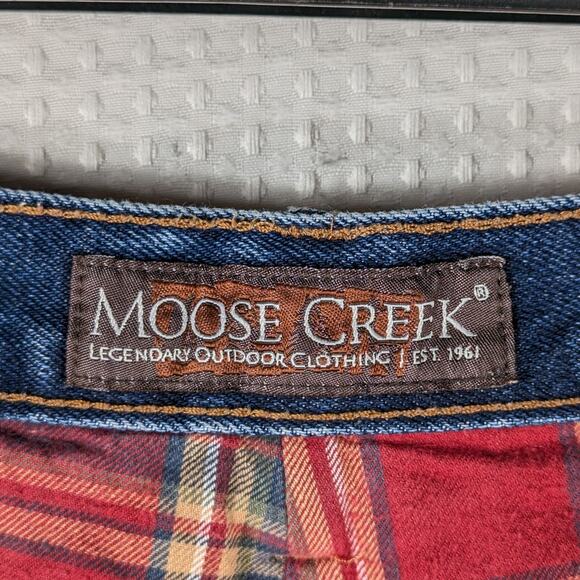 MOOSE CREEK®
LEGENDARY OUTDOOR CLOTHING | EST. 1961